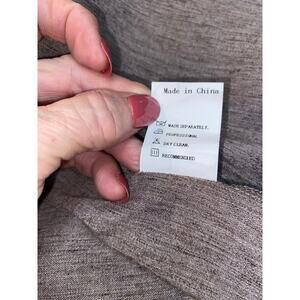 Made in China
WASH SEPARATELY.
PROFESSIONAL
DRY CLEAN.
RECOMMENDED